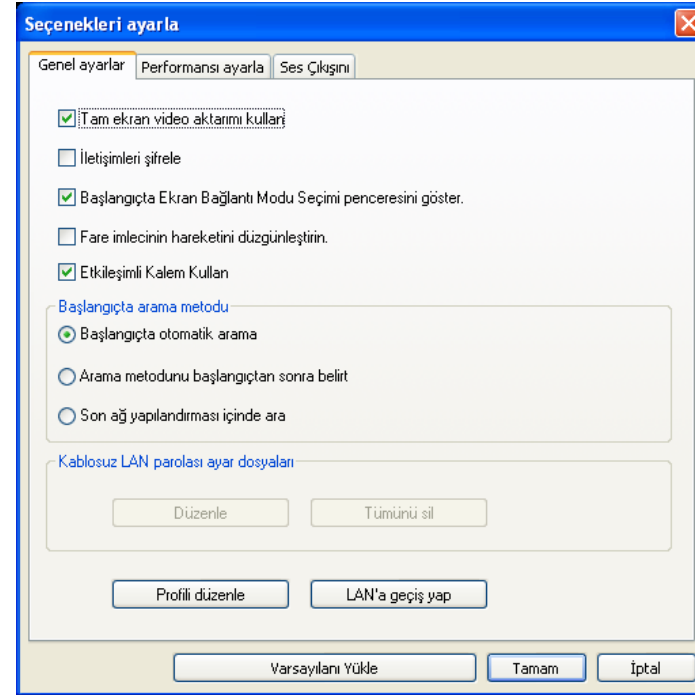 Seçenekleri ayarla
Genel ayarlar Performansı ayarla Ses Çıkışını
Tam ekran video aktarımı kullan
İletişimleri şifrele
Başlangıçta Ekran Bağlantı Modu Seçimi penceresini göster.
Fare imlecinin hareketini düzgünleştirin.
Etkileşimli Kalem Kullan
Başlangıçta arama metodu
Başlangıçta otomatik arama
Arama metodunu başlangıçtan sonra belirt
Son ağ yapılandırması içinde ara
Kablosuz LAN parolası ayar dosyaları
Düzenle Tümünü sil
Profili düzenle LAN'a geçiş yap
Varsayılanı Yükle Tamam İptal